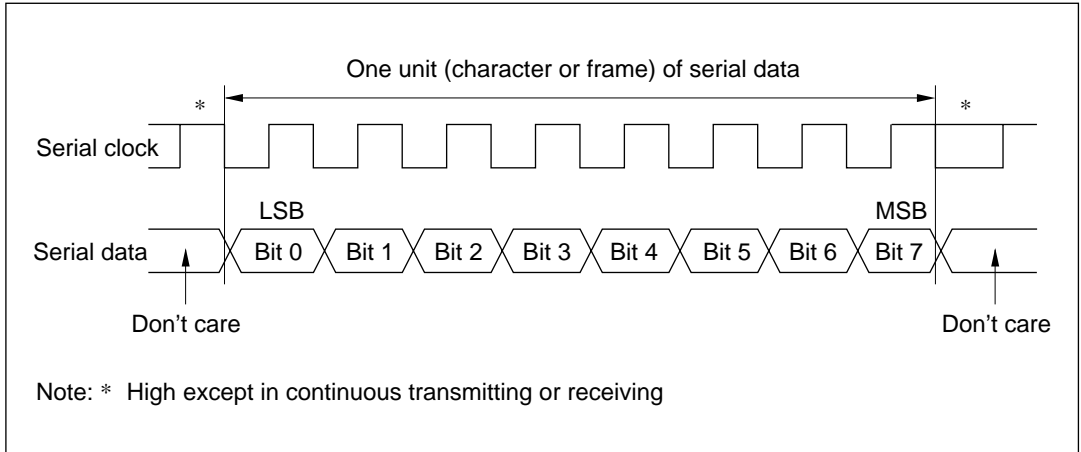 One unit (character or frame) of serial data
* *
Serial clock
LSB MSB
Serial data Bit 0 Bit 1 Bit 2 Bit 3 Bit 4 Bit 5 Bit 6 Bit 7
Don't care Don't care
Note: * High except in continuous transmitting or receiving